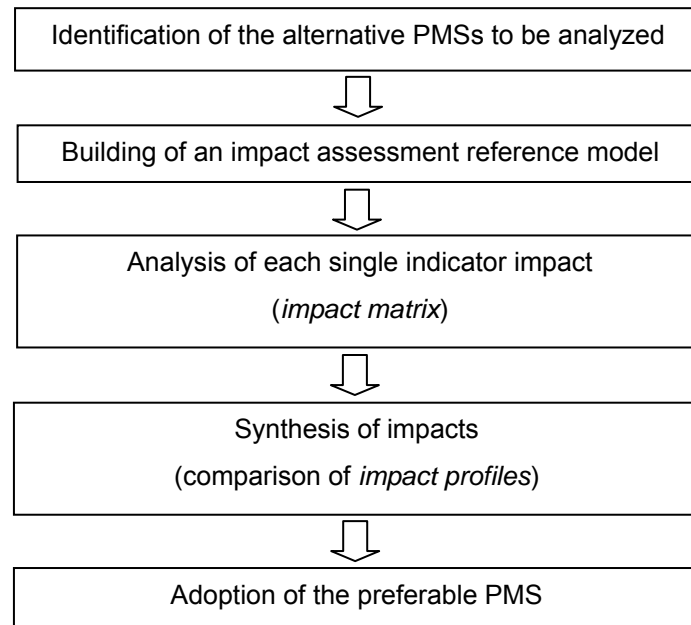 Identification of the alternative PMSs to be analyzed
Building of an impact assessment reference model
Analysis of each single indicator impact
(impact matrix)
Synthesis of impacts
(comparison of impact profiles)
Adoption of the preferable PMS